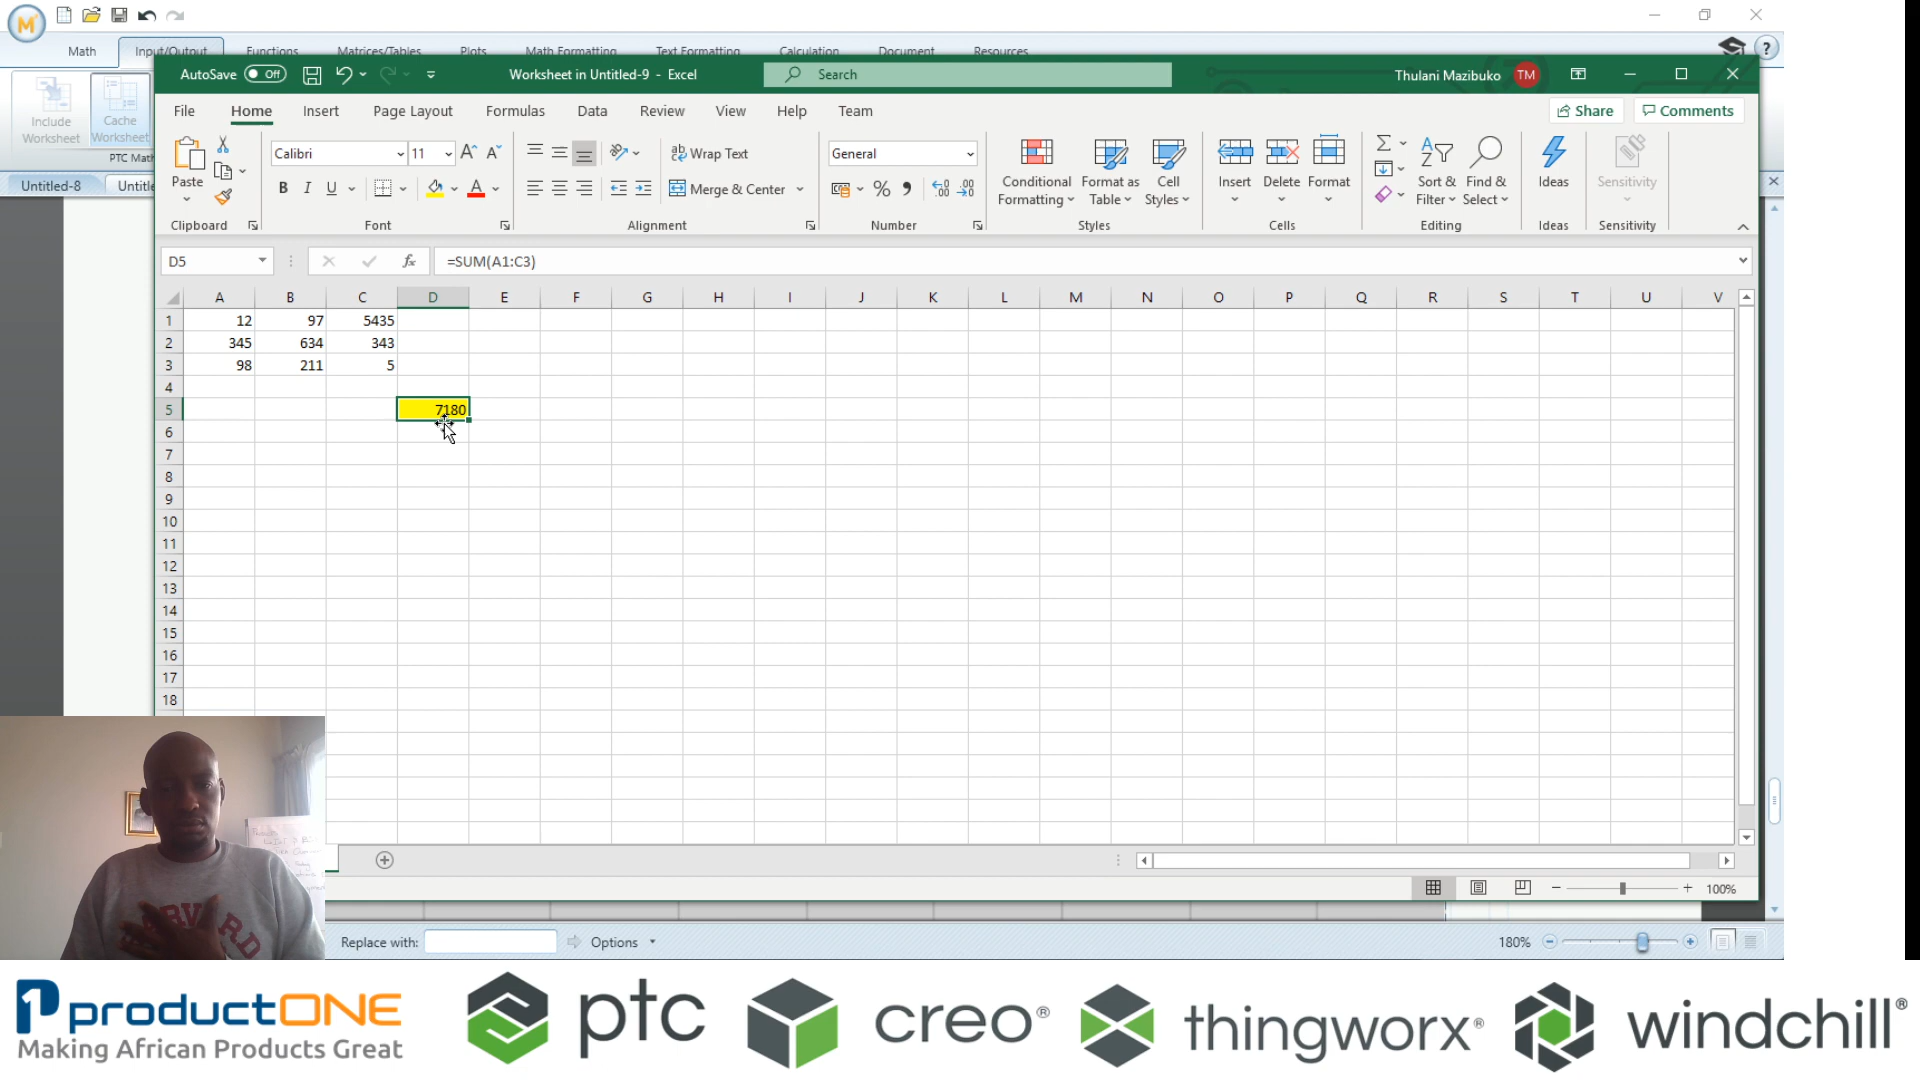 M
Math Input/Output Functions Matrices/Tables Plots Math Formatting Text Formatting Calculation Document Resources
?
AutoSave Off Worksheet in Untitled-9 - Excel Search Thulani Mazibuko TM
File Home Insert Page Layout Formulas Data Review View Help Team Share Comments
Include Worksheet
Cache Worksheet
PTC Math
Untitled-8 Untitle
Paste
Calibri 11
B I U
A A
ab Wrap Text
Merge & Center
General
%
Conditional Formatting
Format as Table
Cell Styles
Insert Delete Format
Sort & Filter
Find & Select
Ideas
Sensitivity
Clipboard Font Alignment Number Styles Cells Editing Ideas Sensitivity
D5 fx =SUM(A1:C3)
A B C D E F G H I J K L M N O P Q R S T U V
1 12 97 5435
2 345 634 343
3 98 211 5
4
5 7180
6
7
8
9
10
11
12
13
14
15
16
17
18
100%
HARVARD
Replace with: Options 180%
productONE
Making African Products Great
ptc
creo®
thingworx®
windchill®